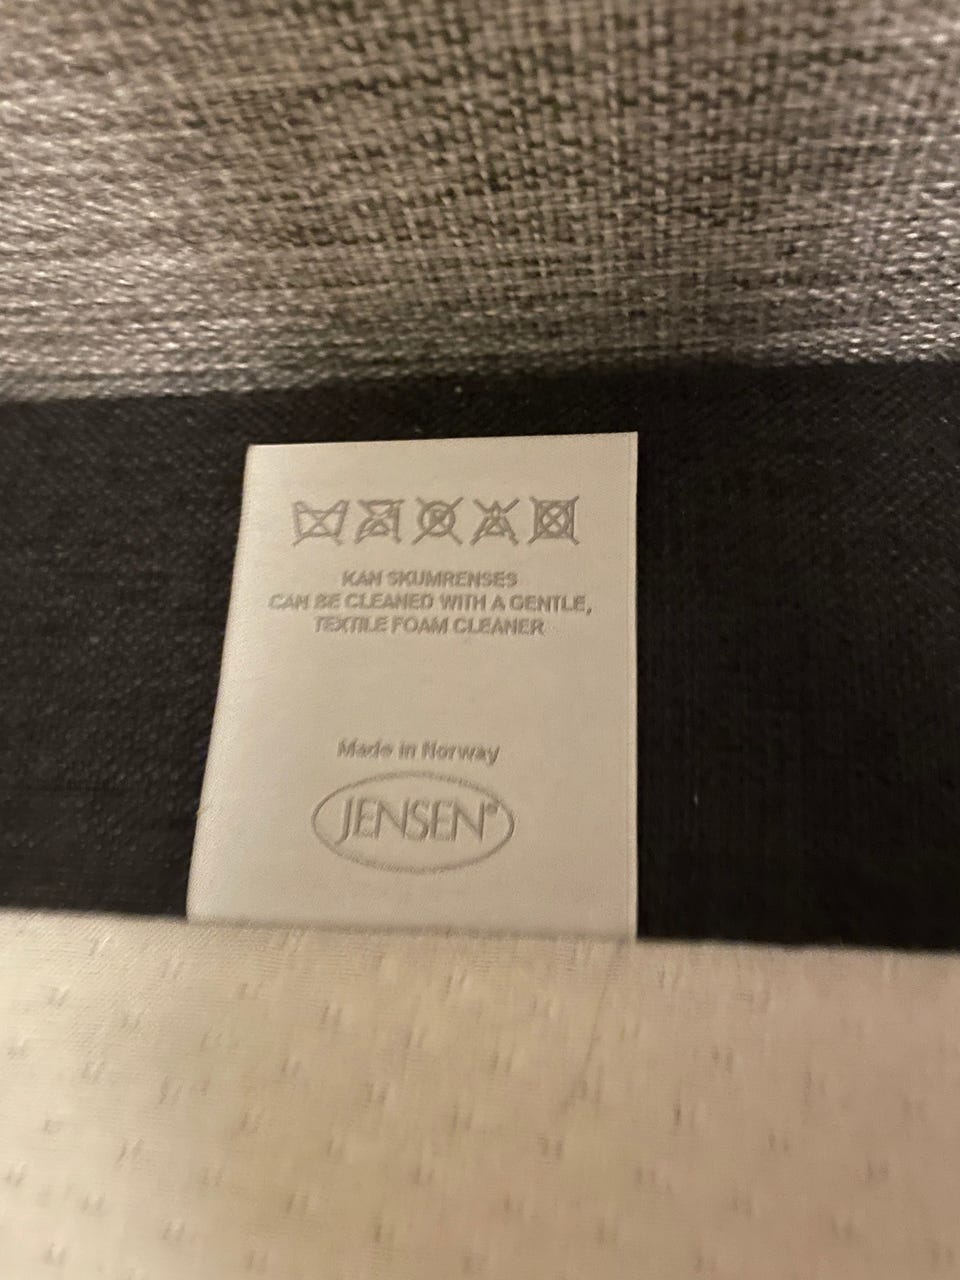 KAN SKUMRENSES
CAN BE CLEANED WITH A GENTLE,
TEXTILE FOAM CLEANER
Made in Norway
JENSEN®